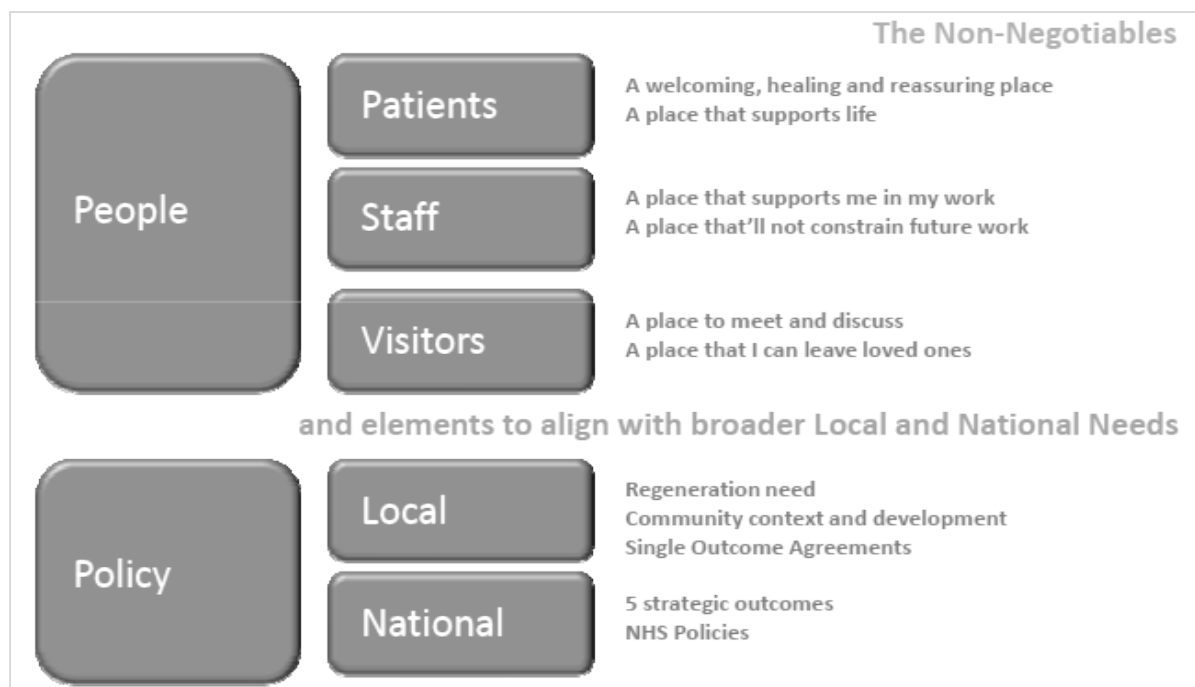 The Non-Negotiables
People
Patients
A welcoming, healing and reassuring place
A place that supports life
Staff
A place that supports me in my work
A place that’ll not constrain future work
Visitors
A place to meet and discuss
A place that I can leave loved ones
and elements to align with broader Local and National Needs
Policy
Local
Regeneration need
Community context and development
Single Outcome Agreements
National
5 strategic outcomes
NHS Policies